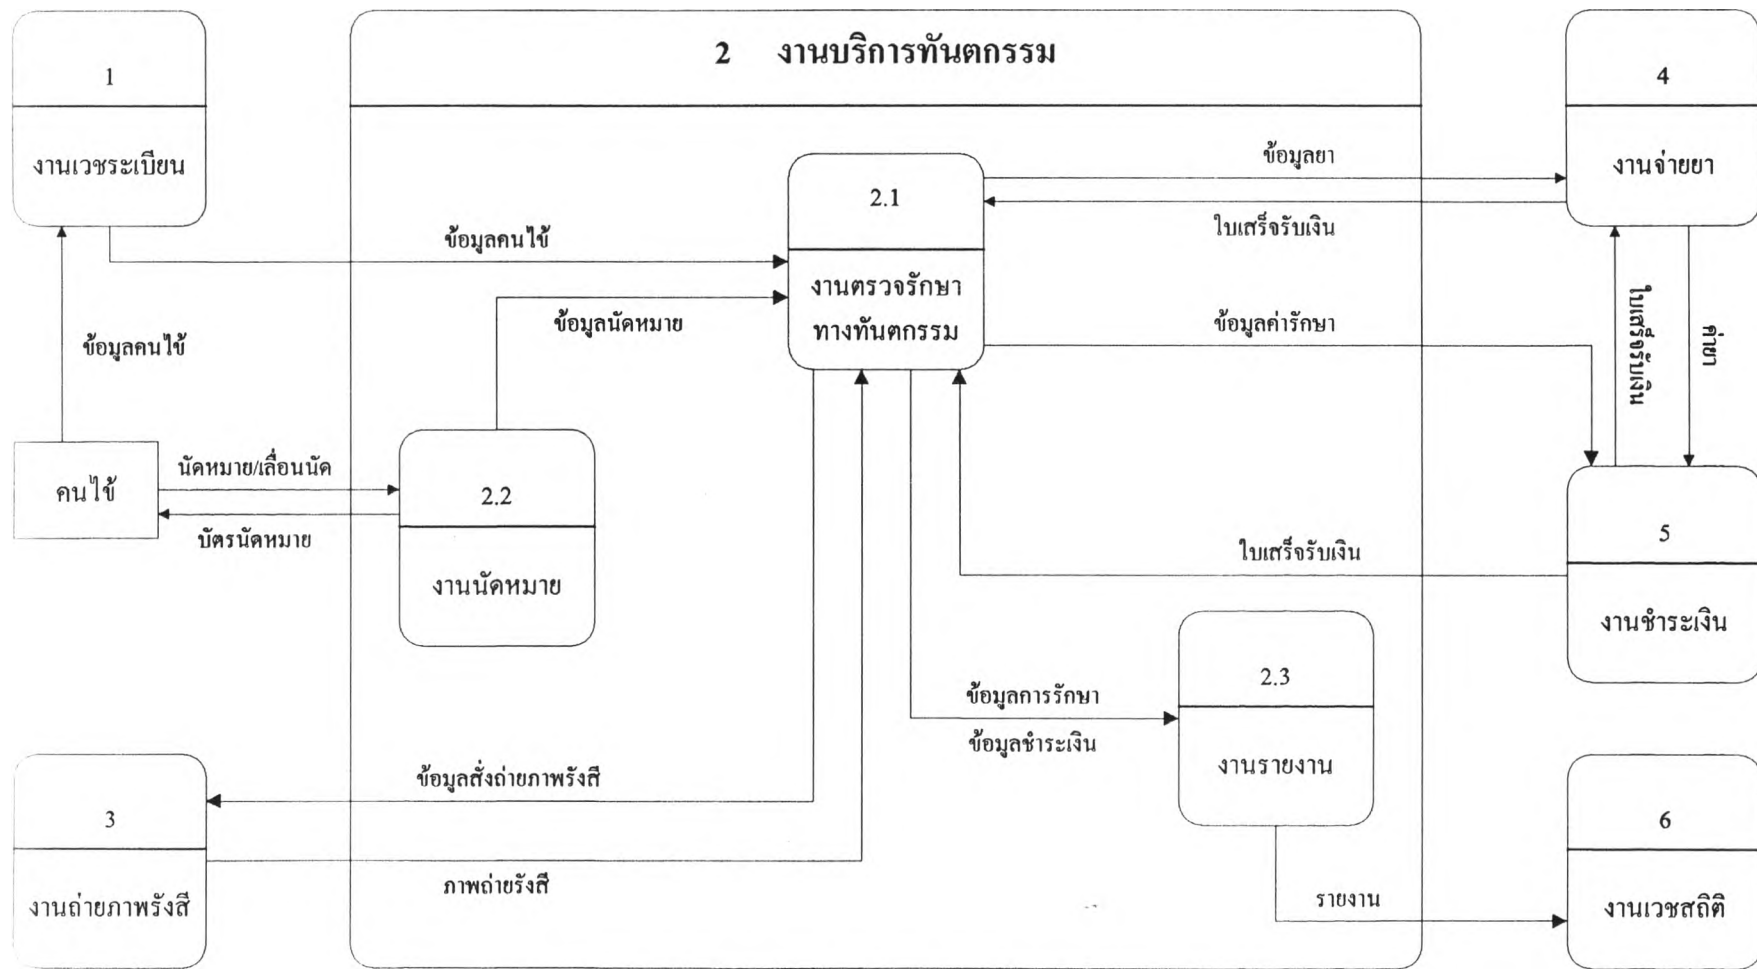 1
งานเวชระเบียน
2 งานบริการทันตกรรม
4
งานจ่ายยา
2.1
งานตรวจรักษา
ทางทันตกรรม
ข้อมูลยา
ใบเสร็จรับเงิน
ข้อมูลคนไข้
ข้อมูลนัดหมาย
ข้อมูลค่ารักษา
ใบเสร็จรับเงิน
ค่ายา
ข้อมูลคนไข้
คนไข้
นัดหมาย/เลื่อนนัด
บัตรนัดหมาย
2.2
งานนัดหมาย
ใบเสร็จรับเงิน
5
งานชำระเงิน
2.3
งานรายงาน
ข้อมูลการรักษา
ข้อมูลชำระเงิน
ข้อมูลสั่งถ่ายภาพรังสี
3
งานถ่ายภาพรังสี
ภาพถ่ายรังสี
รายงาน
6
งานเวชสถิติ